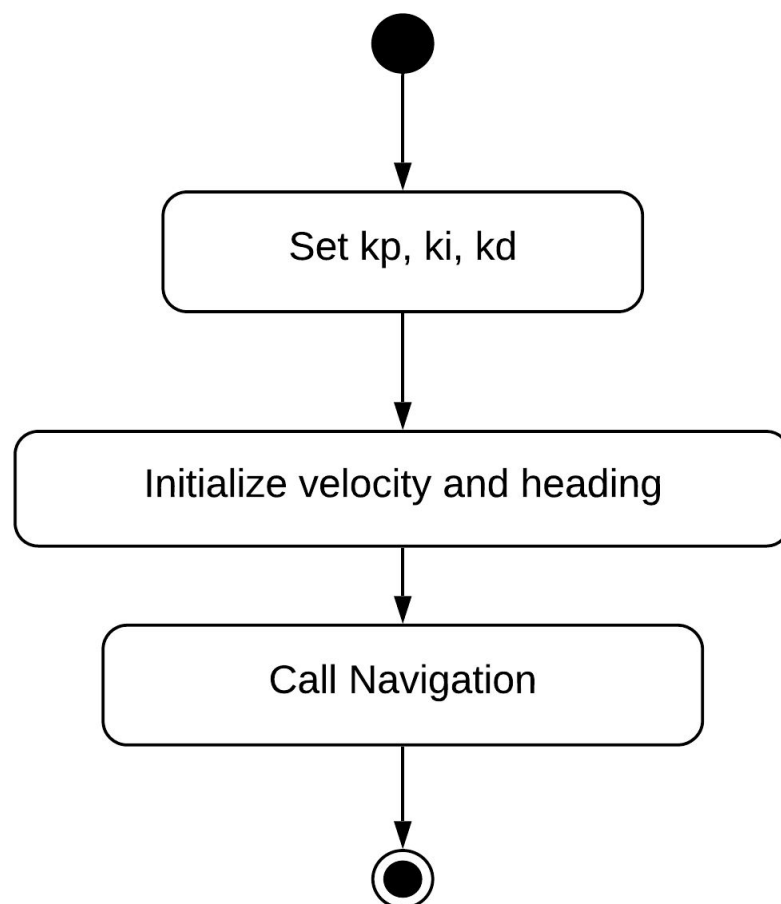 Set kp, ki, kd
Initialize velocity and heading
Call Navigation